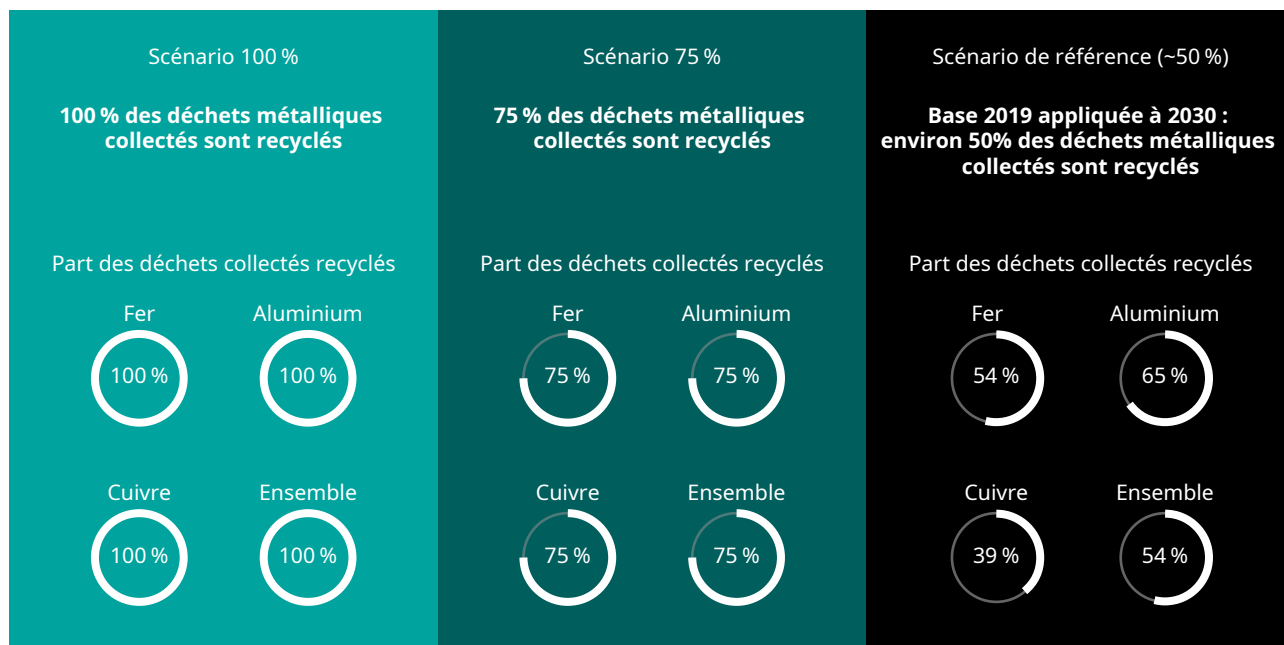 Scénario 100 %
100 % des déchets métalliques
collectés sont recyclés
Part des déchets collectés recyclés
Fer
Aluminium
100 %
100 %
Cuivre
Ensemble
100 %
100 %
Scénario 75 %
75 % des déchets métalliques
collectés sont recyclés
Part des déchets collectés recyclés
Fer
Aluminium
75 %
75 %
Cuivre
Ensemble
75 %
75 %
Scénario de référence (~50 %)
Base 2019 appliquée à 2030 :
environ 50% des déchets métalliques
collectés sont recyclés
Part des déchets collectés recyclés
Fer
Aluminium
54 %
65 %
Cuivre
Ensemble
39 %
54 %